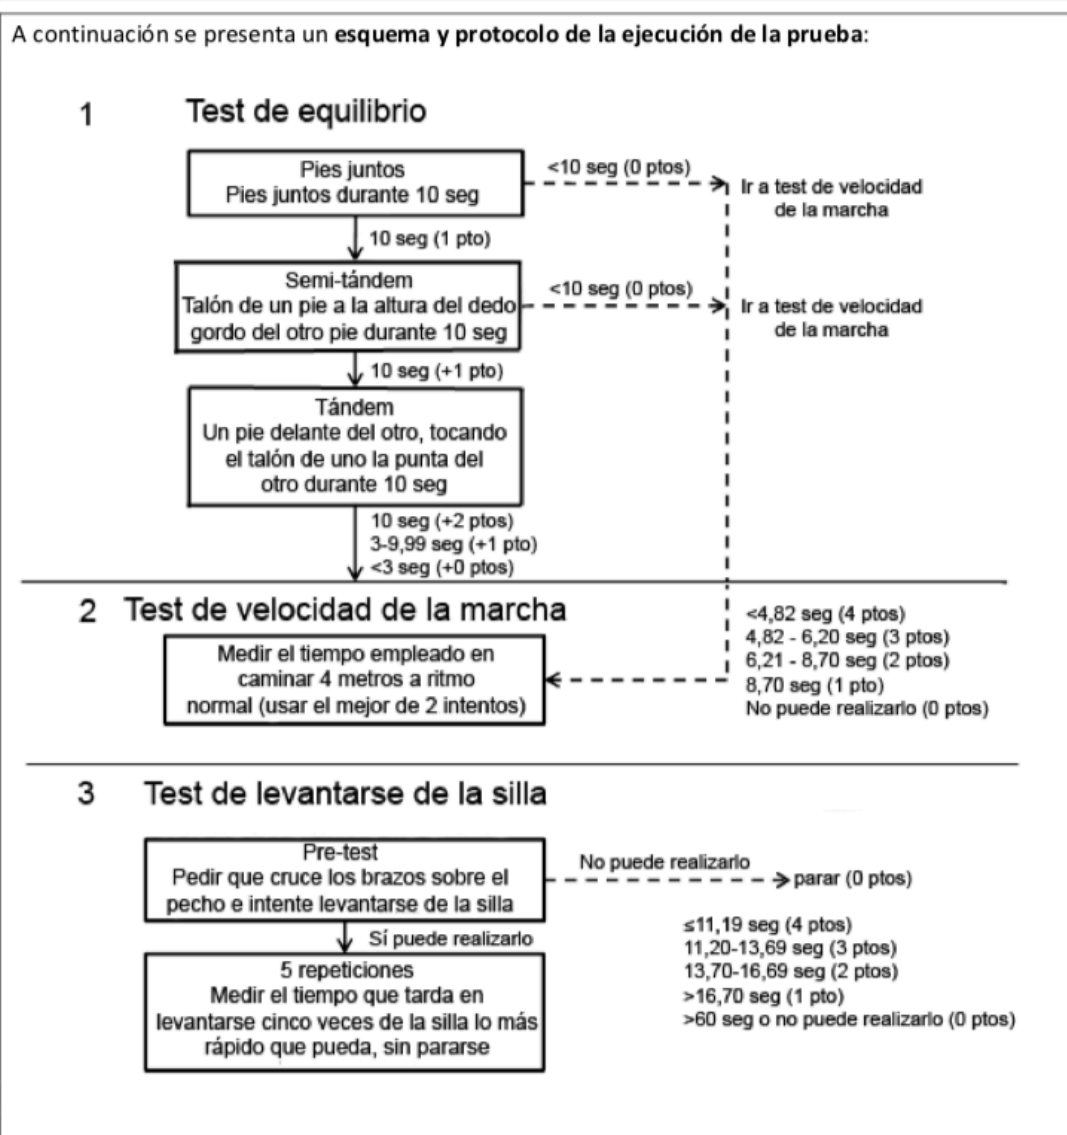 A continuación se presenta un esquema y protocolo de la ejecución de la prueba:
1 Test de equilibrio
Pies juntos
Pies juntos durante 10 seg
<10 seg (0 ptos)
Ir a test de velocidad
de la marcha
10 seg (1 pto)
Semi-tándem
Talón de un pie a la altura del dedo
gordo del otro pie durante 10 seg
<10 seg (0 ptos)
Ir a test de velocidad
de la marcha
10 seg (+1 pto)
Tándem
Un pie delante del otro, tocando
el talón de uno la punta del
otro durante 10 seg
10 seg (+2 ptos)
3-9,99 seg (+1 pto)
<3 seg (+0 ptos)
2 Test de velocidad de la marcha
Medir el tiempo empleado en
caminar 4 metros a ritmo
normal (usar el mejor de 2 intentos)
<4,82 seg (4 ptos)
4,82 - 6,20 seg (3 ptos)
6,21 - 8,70 seg (2 ptos)
8,70 seg (1 pto)
No puede realizarlo (0 ptos)
3 Test de levantarse de la silla
Pre-test
Pedir que cruce los brazos sobre el
pecho e intente levantarse de la silla
No puede realizarlo
parar (0 ptos)
Sí puede realizarlo
5 repeticiones
Medir el tiempo que tarda en
levantarse cinco veces de la silla lo más
rápido que pueda, sin pararse
≤11,19 seg (4 ptos)
11,20-13,69 seg (3 ptos)
13,70-16,69 seg (2 ptos)
>16,70 seg (1 pto)
>60 seg o no puede realizarlo (0 ptos)